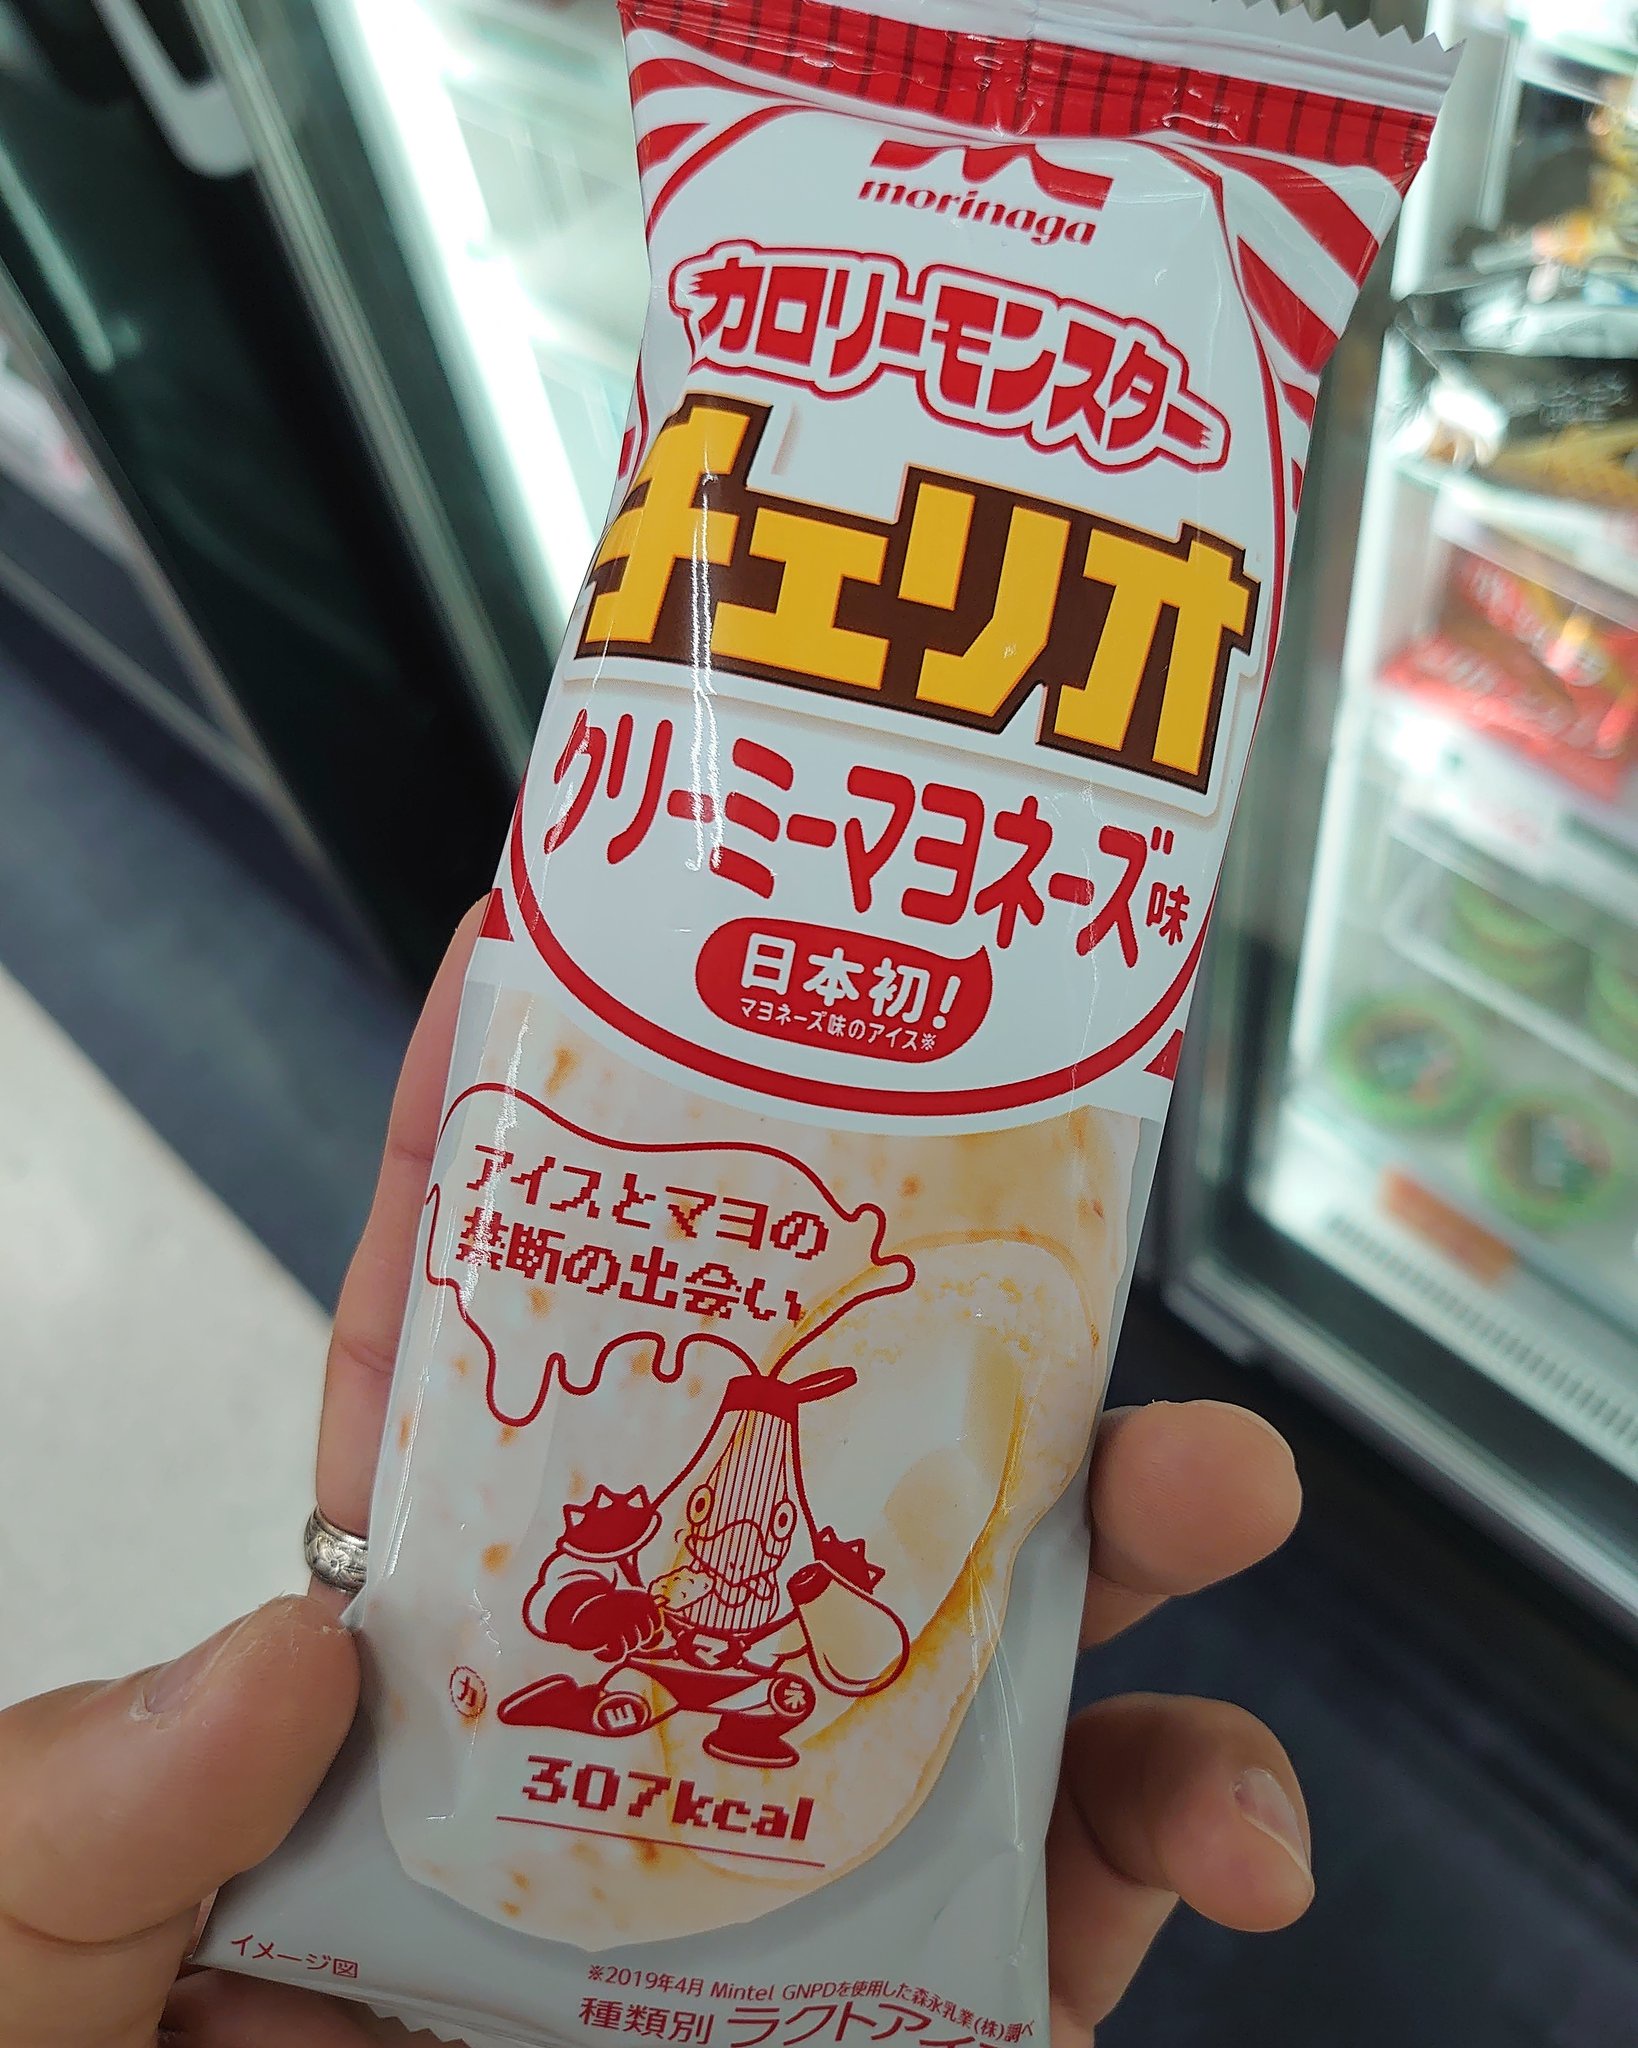 morinaga
カロリーモンスター
チェリオ
クリーミーマヨネーズ味
日本初!
マヨネーズ味のアイス※
アイスとマヨの
禁断の出会い
マ
ヨ
ネ
カ
307kcal
イメージ図
※2019年4月 Mintel GNPDを使用した森永乳業(株)調べ
種類別 ラクトアイ